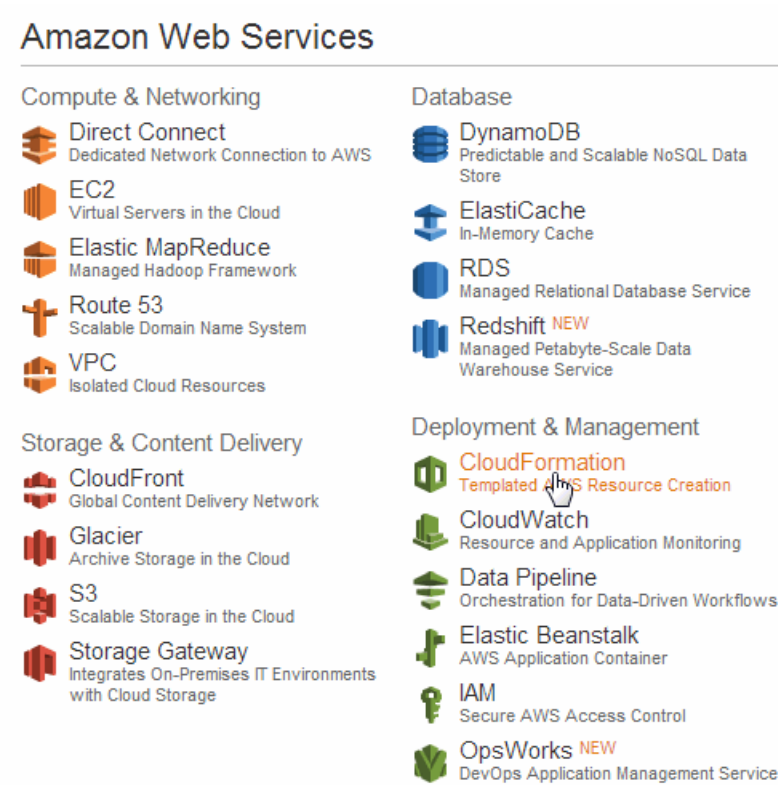 Amazon Web Services
Compute & Networking
Direct Connect
Dedicated Network Connection to AWS
EC2
Virtual Servers in the Cloud
Elastic MapReduce
Managed Hadoop Framework
Route 53
Scalable Domain Name System
VPC
Isolated Cloud Resources
Storage & Content Delivery
CloudFront
Global Content Delivery Network
Glacier
Archive Storage in the Cloud
S3
Scalable Storage in the Cloud
Storage Gateway
Integrates On-Premises IT Environments
with Cloud Storage
Database
DynamoDB
Predictable and Scalable NoSQL Data
Store
ElastiCache
In-Memory Cache
RDS
Managed Relational Database Service
Redshift NEW
Managed Petabyte-Scale Data
Warehouse Service
Deployment & Management
CloudFormation
Templated AWS Resource Creation
CloudWatch
Resource and Application Monitoring
Data Pipeline
Orchestration for Data-Driven Workflows
Elastic Beanstalk
AWS Application Container
IAM
Secure AWS Access Control
OpsWorks NEW
DevOps Application Management Service